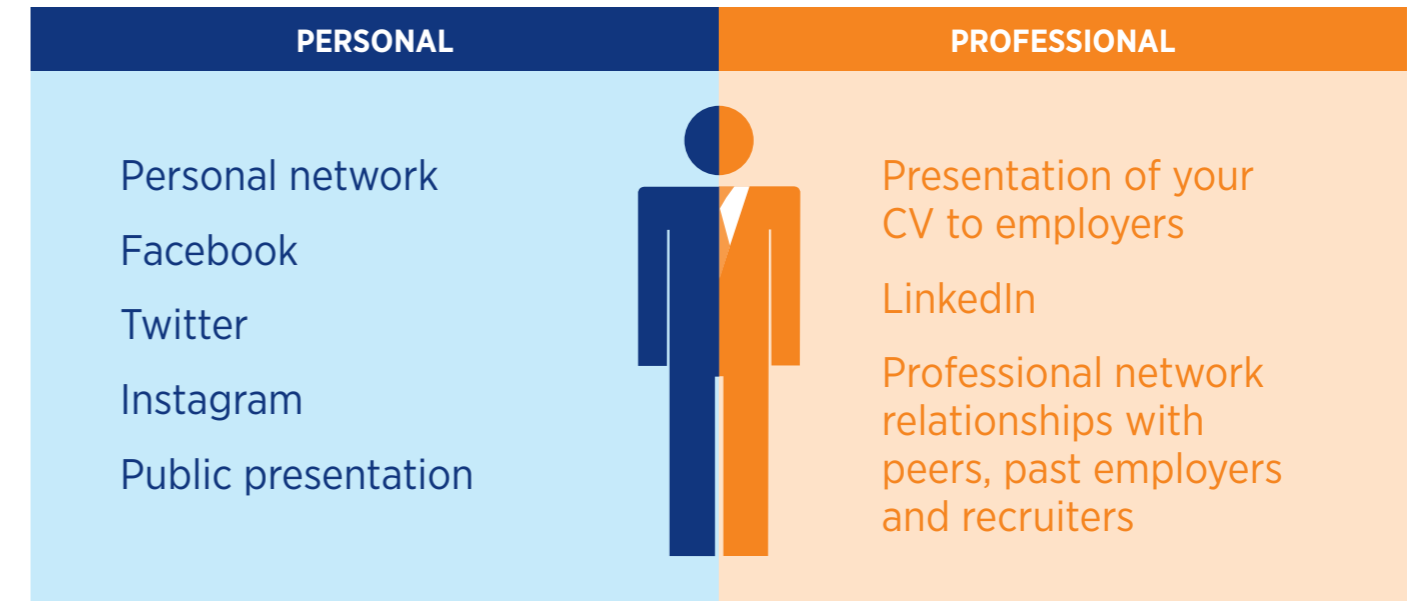 PERSONAL
Personal network
Facebook
Twitter
Instagram
Public presentation
PROFESSIONAL
Presentation of your
CV to employers
LinkedIn
Professional network
relationships with
peers, past employers
and recruiters